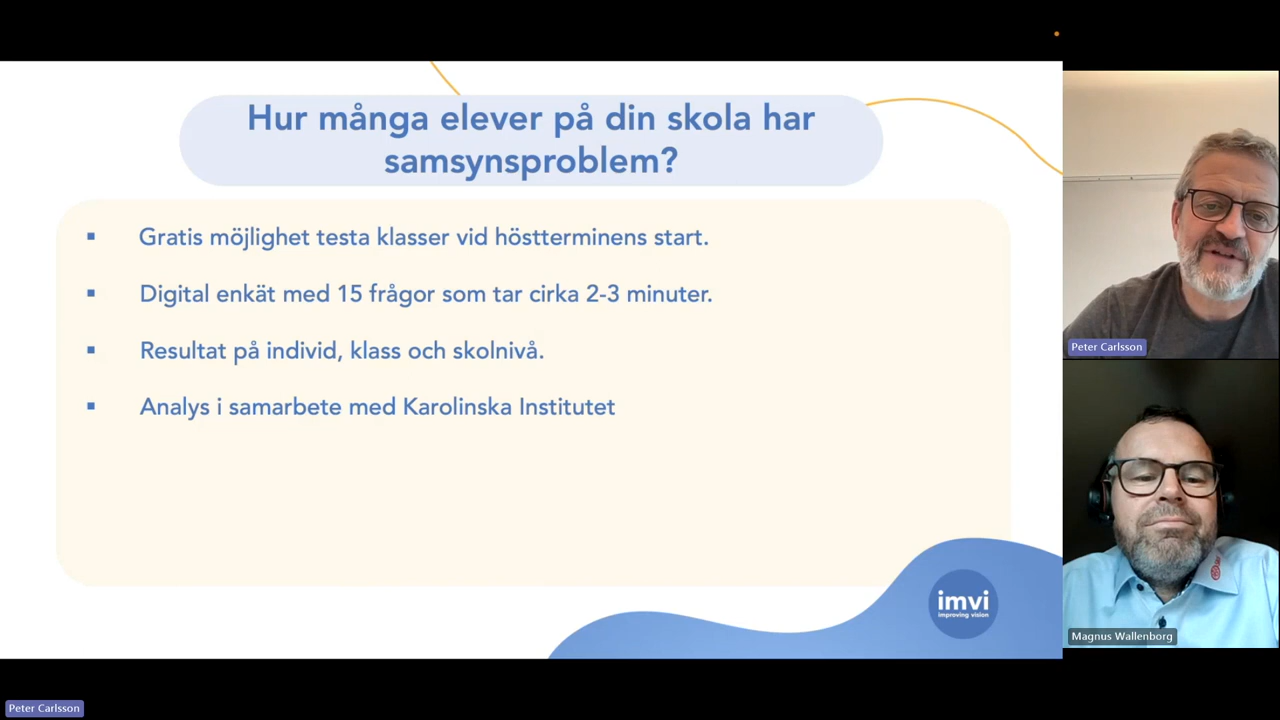 Hur många elever på din skola har
samsynsproblem?
▪ Gratis möjlighet testa klasser vid höstterminens start.
▪ Digital enkät med 15 frågor som tar cirka 2-3 minuter.
▪ Resultat på individ, klass och skolnivå.
▪ Analys i samarbete med Karolinska Institutet
imvi
improving vision
Peter Carlsson
Magnus Wallenborg
Peter Carlsson